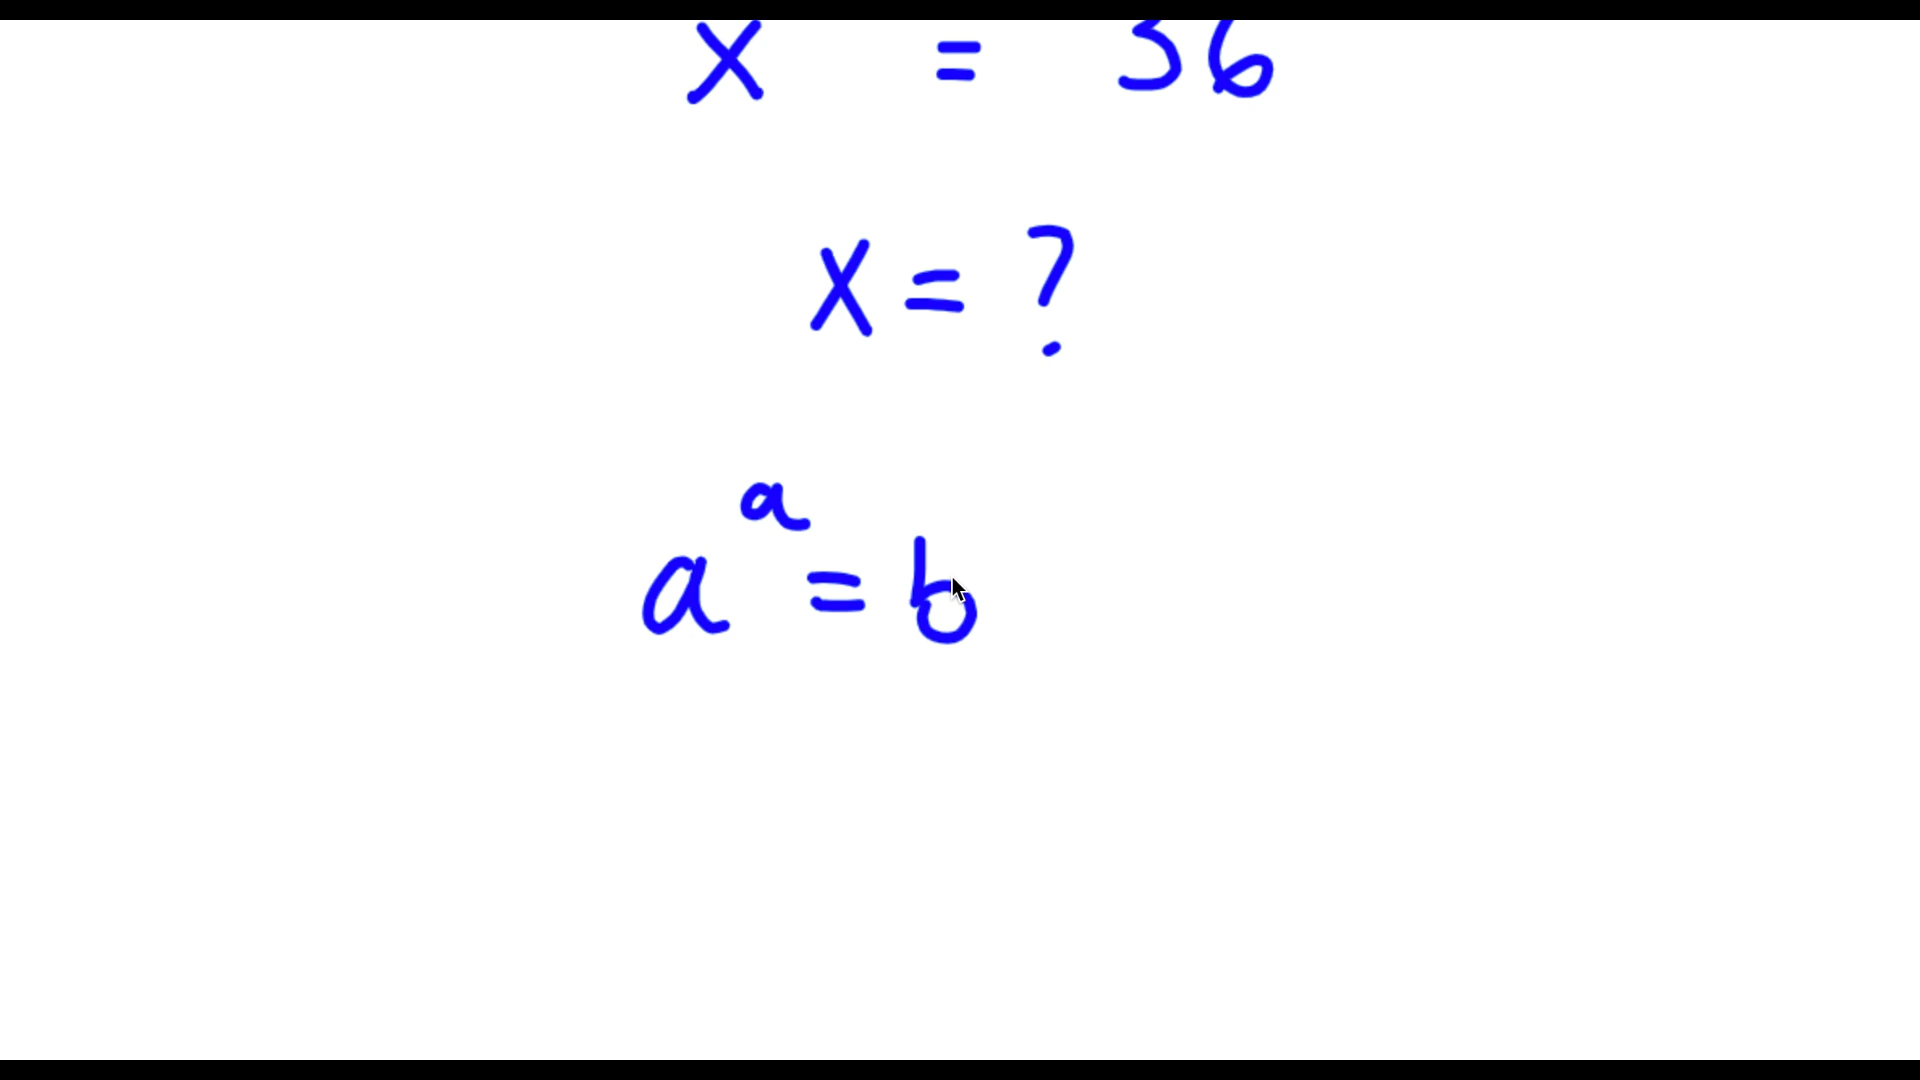 x = 36
x = ?
a^a = b